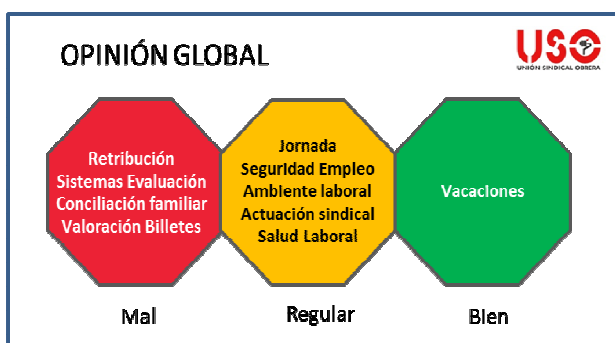 OPINIÓN GLOBAL
USO
UNIÓN SINDICAL OBRERA
Retribución
Sistemas Evaluación
Conciliación familiar
Valoración Billetes
Jornada
Seguridad Empleo
Ambiente laboral
Actuación sindical
Salud Laboral
Vacaciones
Mal
Regular
Bien